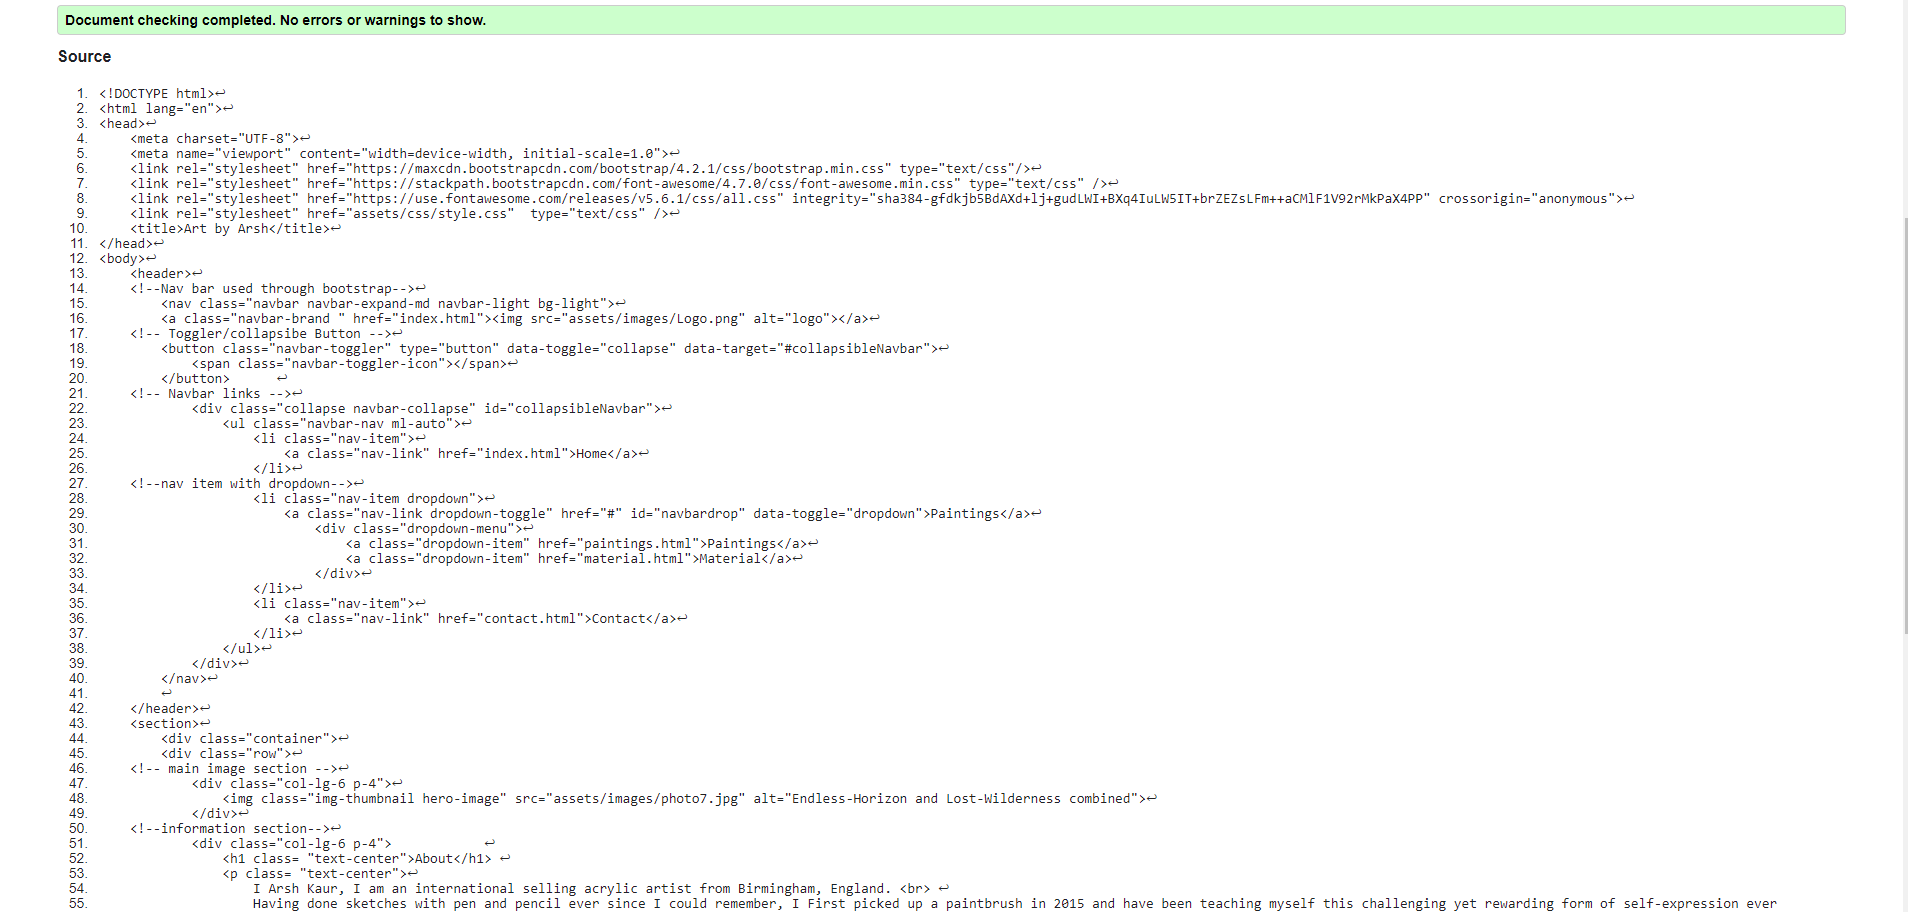 Document checking completed. No errors or warnings to show.
Source
1. <!DOCTYPE html>↩
2. <html lang="en">↩
3. <head>↩
4.     <meta charset="UTF-8">↩
5.     <meta name="viewport" content="width=device-width, initial-scale=1.0">↩
6.     <link rel="stylesheet" href="https://maxcdn.bootstrapcdn.com/bootstrap/4.2.1/css/bootstrap.min.css" type="text/css"/>↩
7.     <link rel="stylesheet" href="https://stackpath.bootstrapcdn.com/font-awesome/4.7.0/css/font-awesome.min.css" type="text/css" />↩
8.     <link rel="stylesheet" href="https://use.fontawesome.com/releases/v5.6.1/css/all.css" integrity="sha384-gfdkjb5BdAXd+lj+gudLWI+BXq4IuLW5IT+brZEZsLFm++aCMlF1V92rMkPaX4PP" crossorigin="anonymous">↩
9.     <link rel="stylesheet" href="assets/css/style.css"  type="text/css" />↩
10.     <title>Art by Arsh</title>↩
11. </head>↩
12. <body>↩
13.     <header>↩
14.     <!--Nav bar used through bootstrap-->↩
15.         <nav class="navbar navbar-expand-md navbar-light bg-light">↩
16.         <a class="navbar-brand " href="index.html"><img src="assets/images/Logo.png" alt="logo"></a>↩
17.     <!-- Toggler/collapsibe Button -->↩
18.         <button class="navbar-toggler" type="button" data-toggle="collapse" data-target="#collapsibleNavbar">↩
19.             <span class="navbar-toggler-icon"></span>↩
20.         </button>      ↩
21.     <!-- Navbar links -->↩
22.             <div class="collapse navbar-collapse" id="collapsibleNavbar">↩
23.                 <ul class="navbar-nav ml-auto">↩
24.                     <li class="nav-item">↩
25.                         <a class="nav-link" href="index.html">Home</a>↩
26.                     </li>↩
27.     <!--nav item with dropdown-->↩
28.                     <li class="nav-item dropdown">↩
29.                         <a class="nav-link dropdown-toggle" href="#" id="navbardrop" data-toggle="dropdown">Paintings</a>↩
30.                             <div class="dropdown-menu">↩
31.                                 <a class="dropdown-item" href="paintings.html">Paintings</a>↩
32.                                 <a class="dropdown-item" href="material.html">Material</a>↩
33.                             </div>↩
34.                     </li>↩
35.                     <li class="nav-item">↩
36.                         <a class="nav-link" href="contact.html">Contact</a>↩
37.                     </li>↩
38.                 </ul>↩
39.             </div>↩
40.         </nav>↩
41.         ↩
42.     </header>↩
43.     <section>↩
44.         <div class="container">↩
45.         <div class="row">↩
46.     <!-- main image section -->↩
47.             <div class="col-lg-6 p-4">↩
48.                 <img class="img-thumbnail hero-image" src="assets/images/photo7.jpg" alt="Endless-Horizon and Lost-Wilderness combined">↩
49.             </div>↩
50.     <!--information section-->↩
51.             <div class="col-lg-6 p-4">            ↩
52.                 <h1 class= "text-center">About</h1> ↩
53.                 <p class= "text-center">↩
54.                     I Arsh Kaur, I am an international selling acrylic artist from Birmingham, England. <br> ↩
55.                     Having done sketches with pen and pencil ever since I could remember, I First picked up a paintbrush in 2015 and have been teaching myself this challenging yet rewarding form of self-expression ever